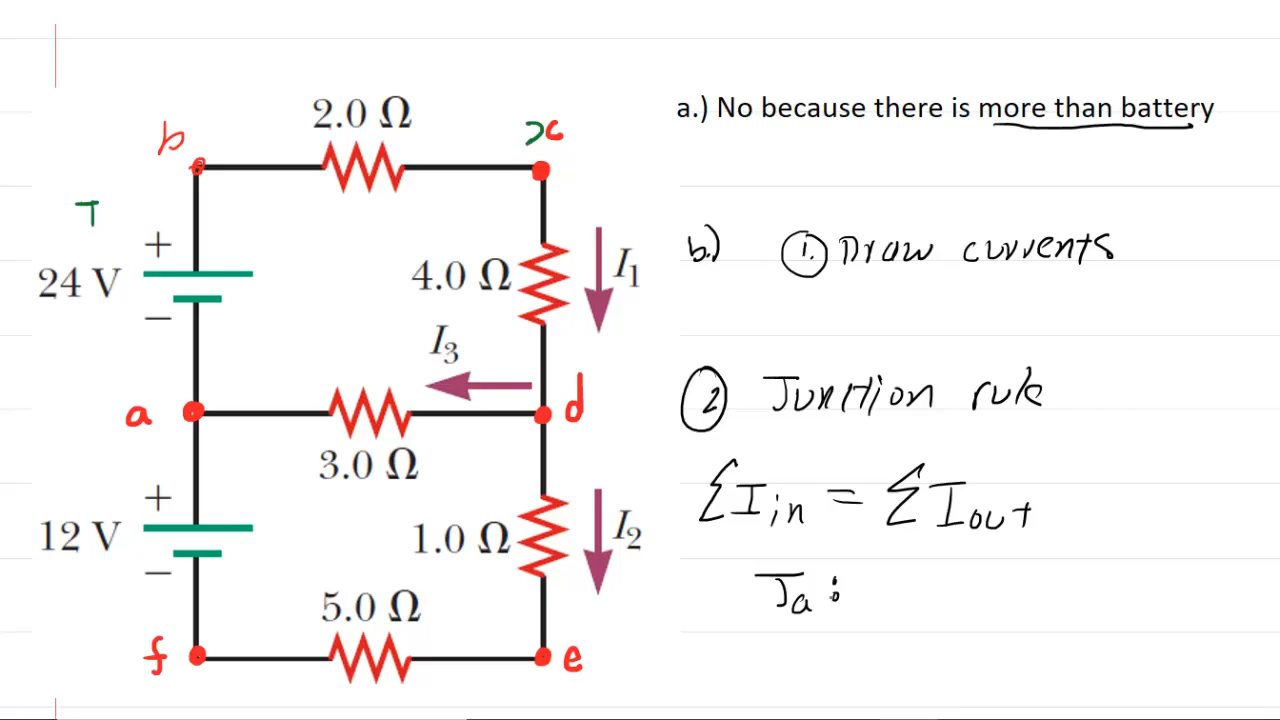 2.0 Ω
b
c
a.) No because there is more than battery
+
24 V
−
4.0 Ω
I1
b.) 1. Draw currents
I3
a
d
2 Junction rule
3.0 Ω
+
12 V
−
1.0 Ω
I2
ΣIin = ΣIout
5.0 Ω
Ja:
f
e